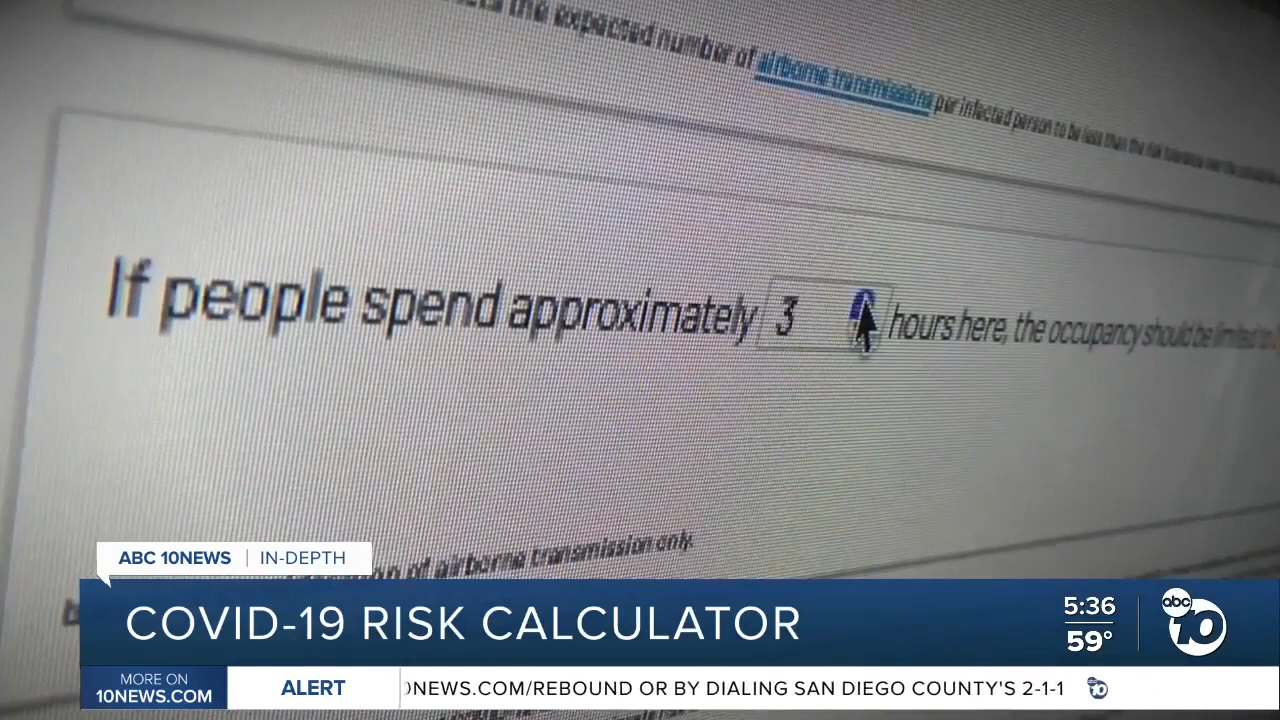 the expected number of airborne transmissions per infected person to be less than the risk tolerance
If people spend approximately 3 hours here, the occupancy should be limited to
of airborne transmission only.
ABC 10NEWS | IN-DEPTH
COVID-19 RISK CALCULATOR
5:36
59°
abc 10
MORE ON
10NEWS.COM
ALERT
NEWS.COM/REBOUND OR BY DIALING SAN DIEGO COUNTY'S 2-1-1
abc 10